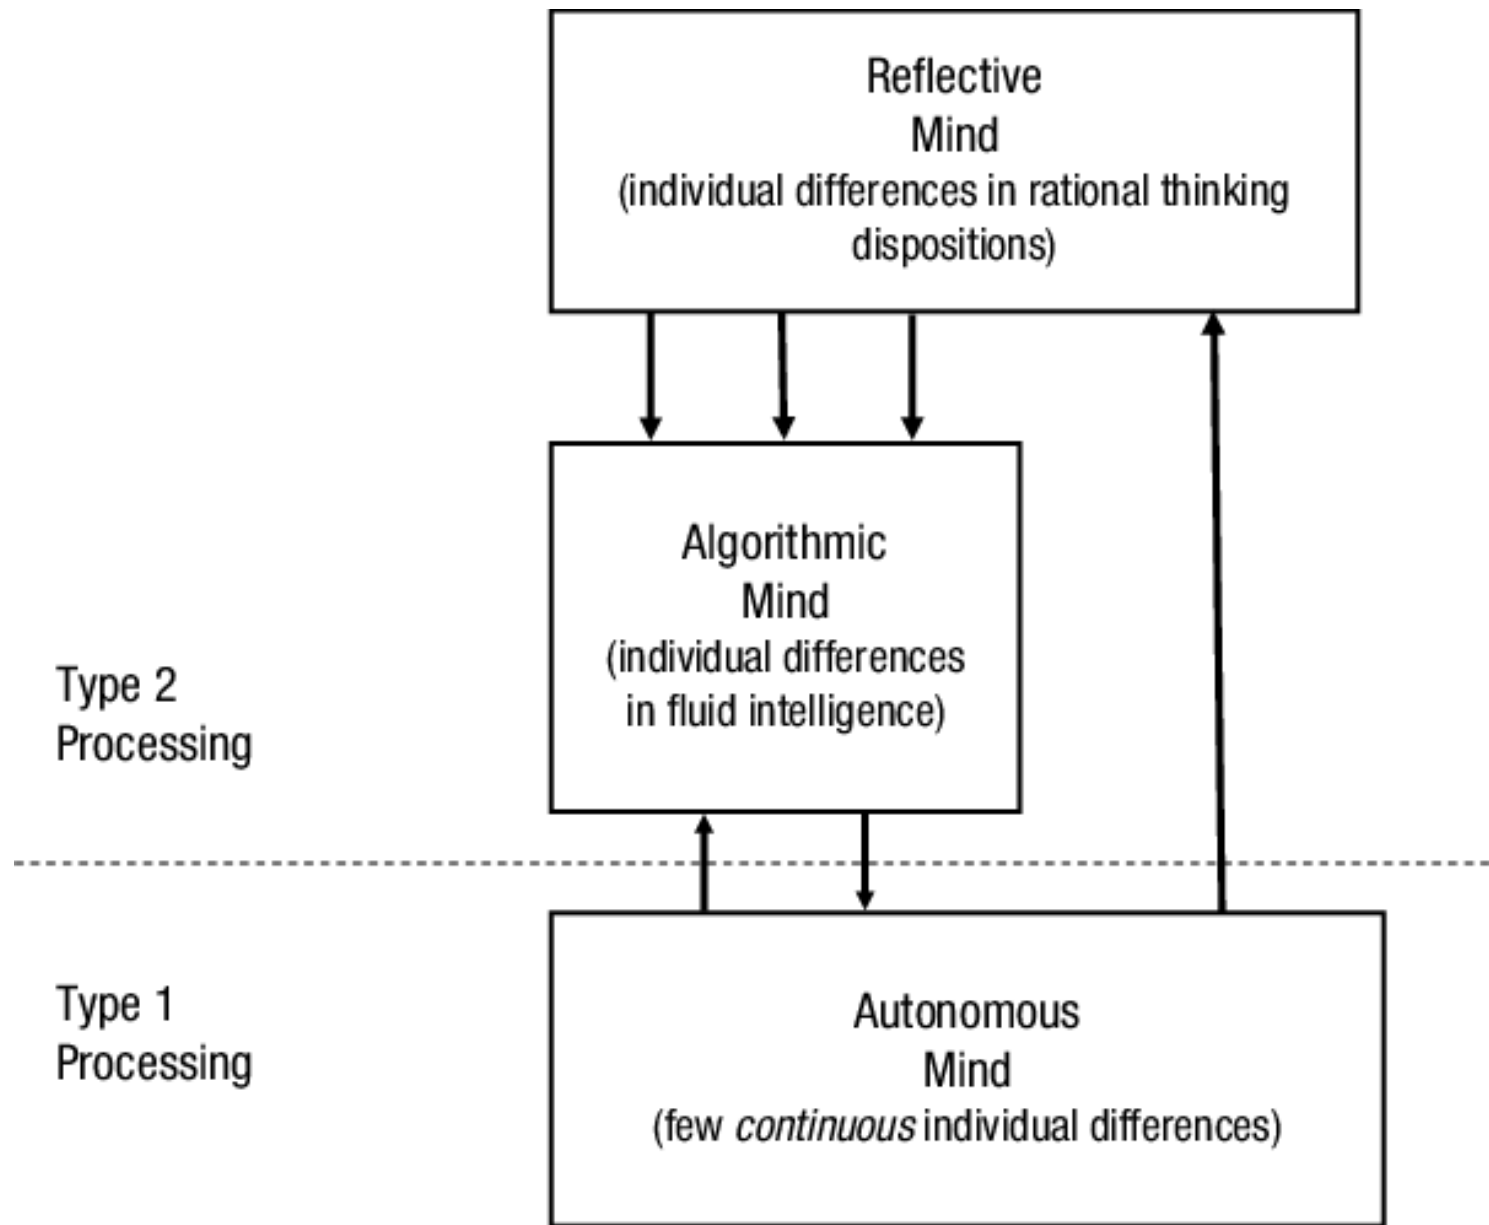 Reflective
Mind
(individual differences in rational thinking
dispositions)
Algorithmic
Mind
(individual differences
in fluid intelligence)
Type 2
Processing
Type 1
Processing
Autonomous
Mind
(few continuous individual differences)